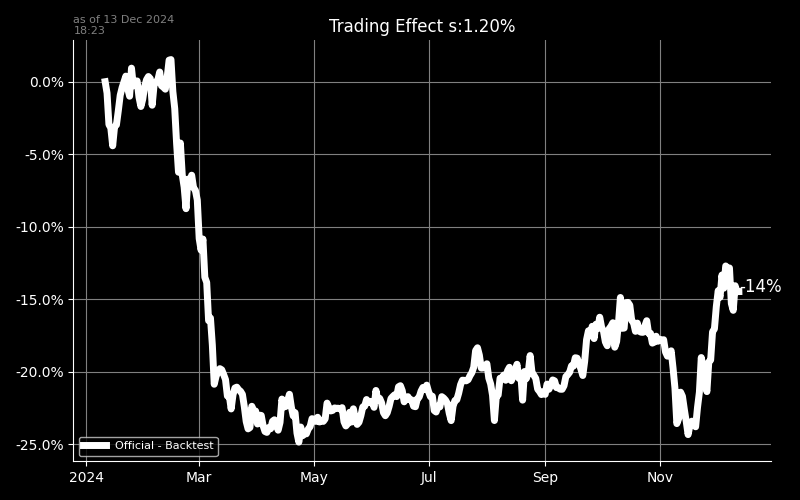 as of 13 Dec 2024
18:23
Trading Effect s:1.20%
0.0%
-5.0%
-10.0%
-15.0%
-14%
-20.0%
-25.0%
Official - Backtest
2024
Mar
May
Jul
Sep
Nov